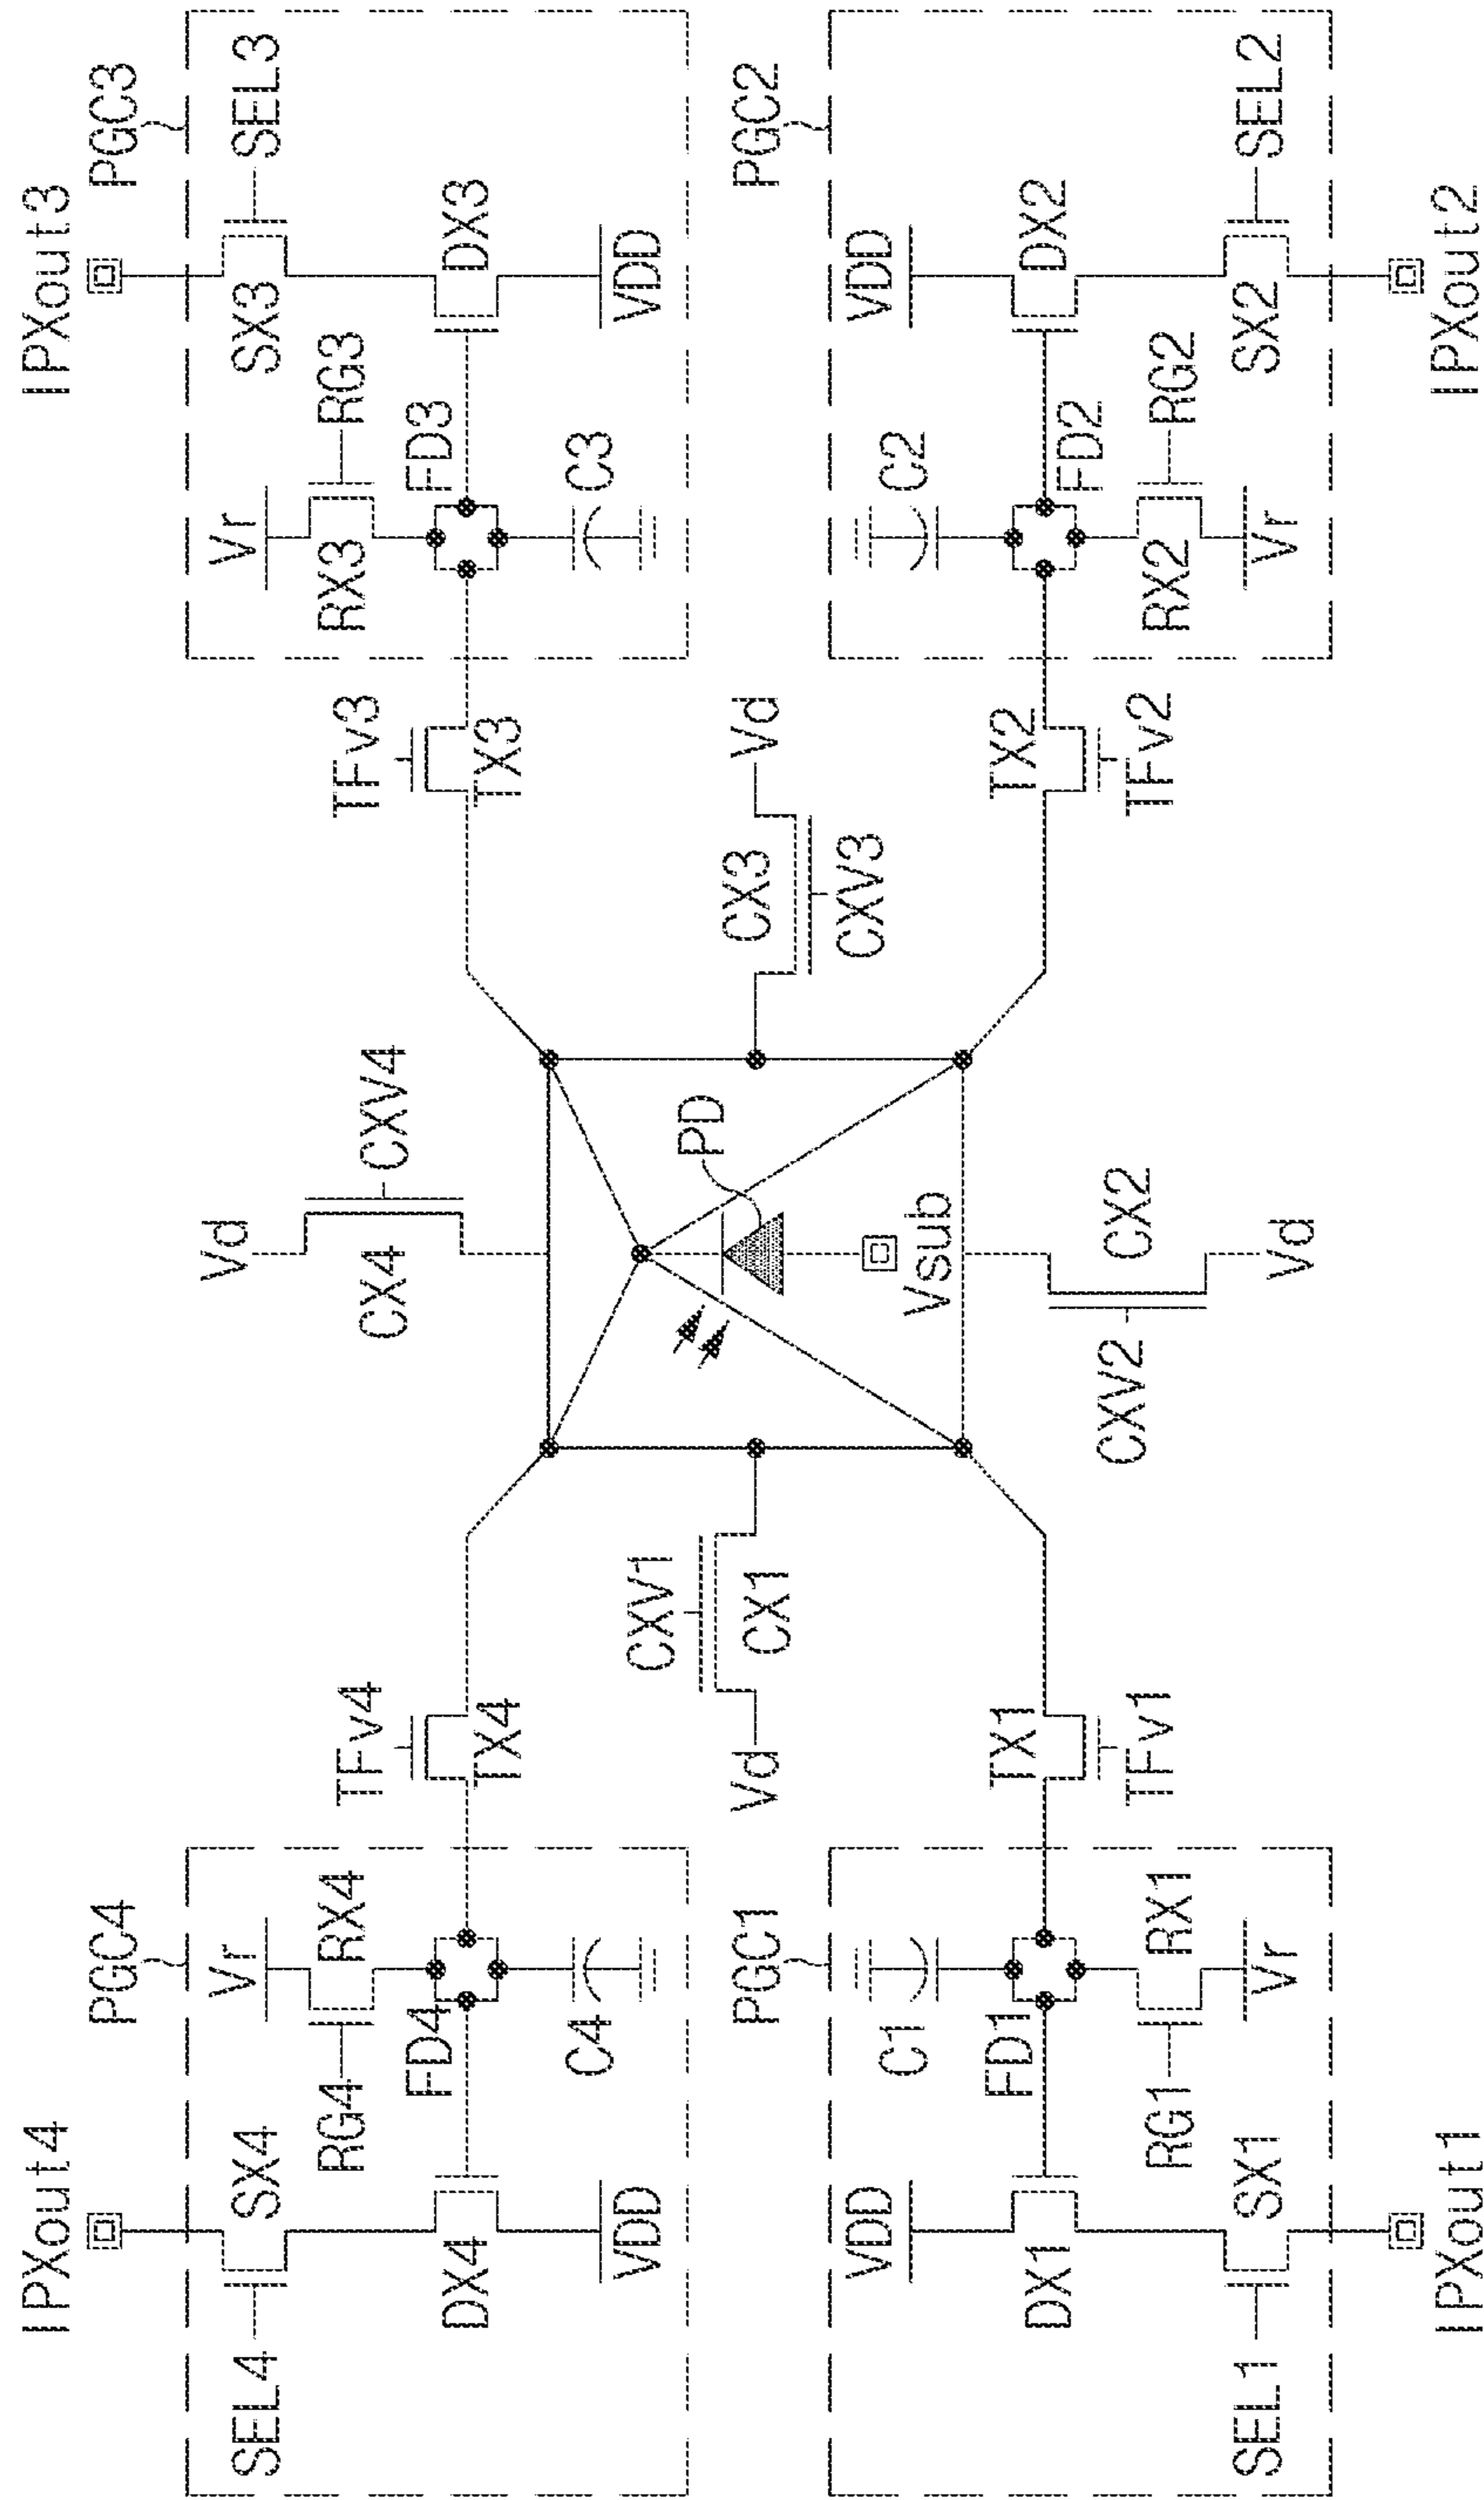 IPXout4
IPXout3
PGC4
PGC3
SEL4
SX4
Vr
RX4
RG4
FD4
DX4
C4
VDD
TFv4
TX4
Vd
CX4
CXV4
TFv3
TX3
Vr
RX3
RG3
SX3
SEL3
FD3
DX3
C3
VDD
CXV1
CX1
Vd
PD
Vsub
Vd
CX3
CXV3
PGC1
PGC2
VDD
C1
DX1
FD1
RX1
RG1
SX1
Vr
SEL1
TX1
TFv1
CXV2
CX2
Vd
TX2
TFv2
C2
VDD
FD2
DX2
RX2
RG2
Vr
SX2
SEL2
IPXout1
IPXout2